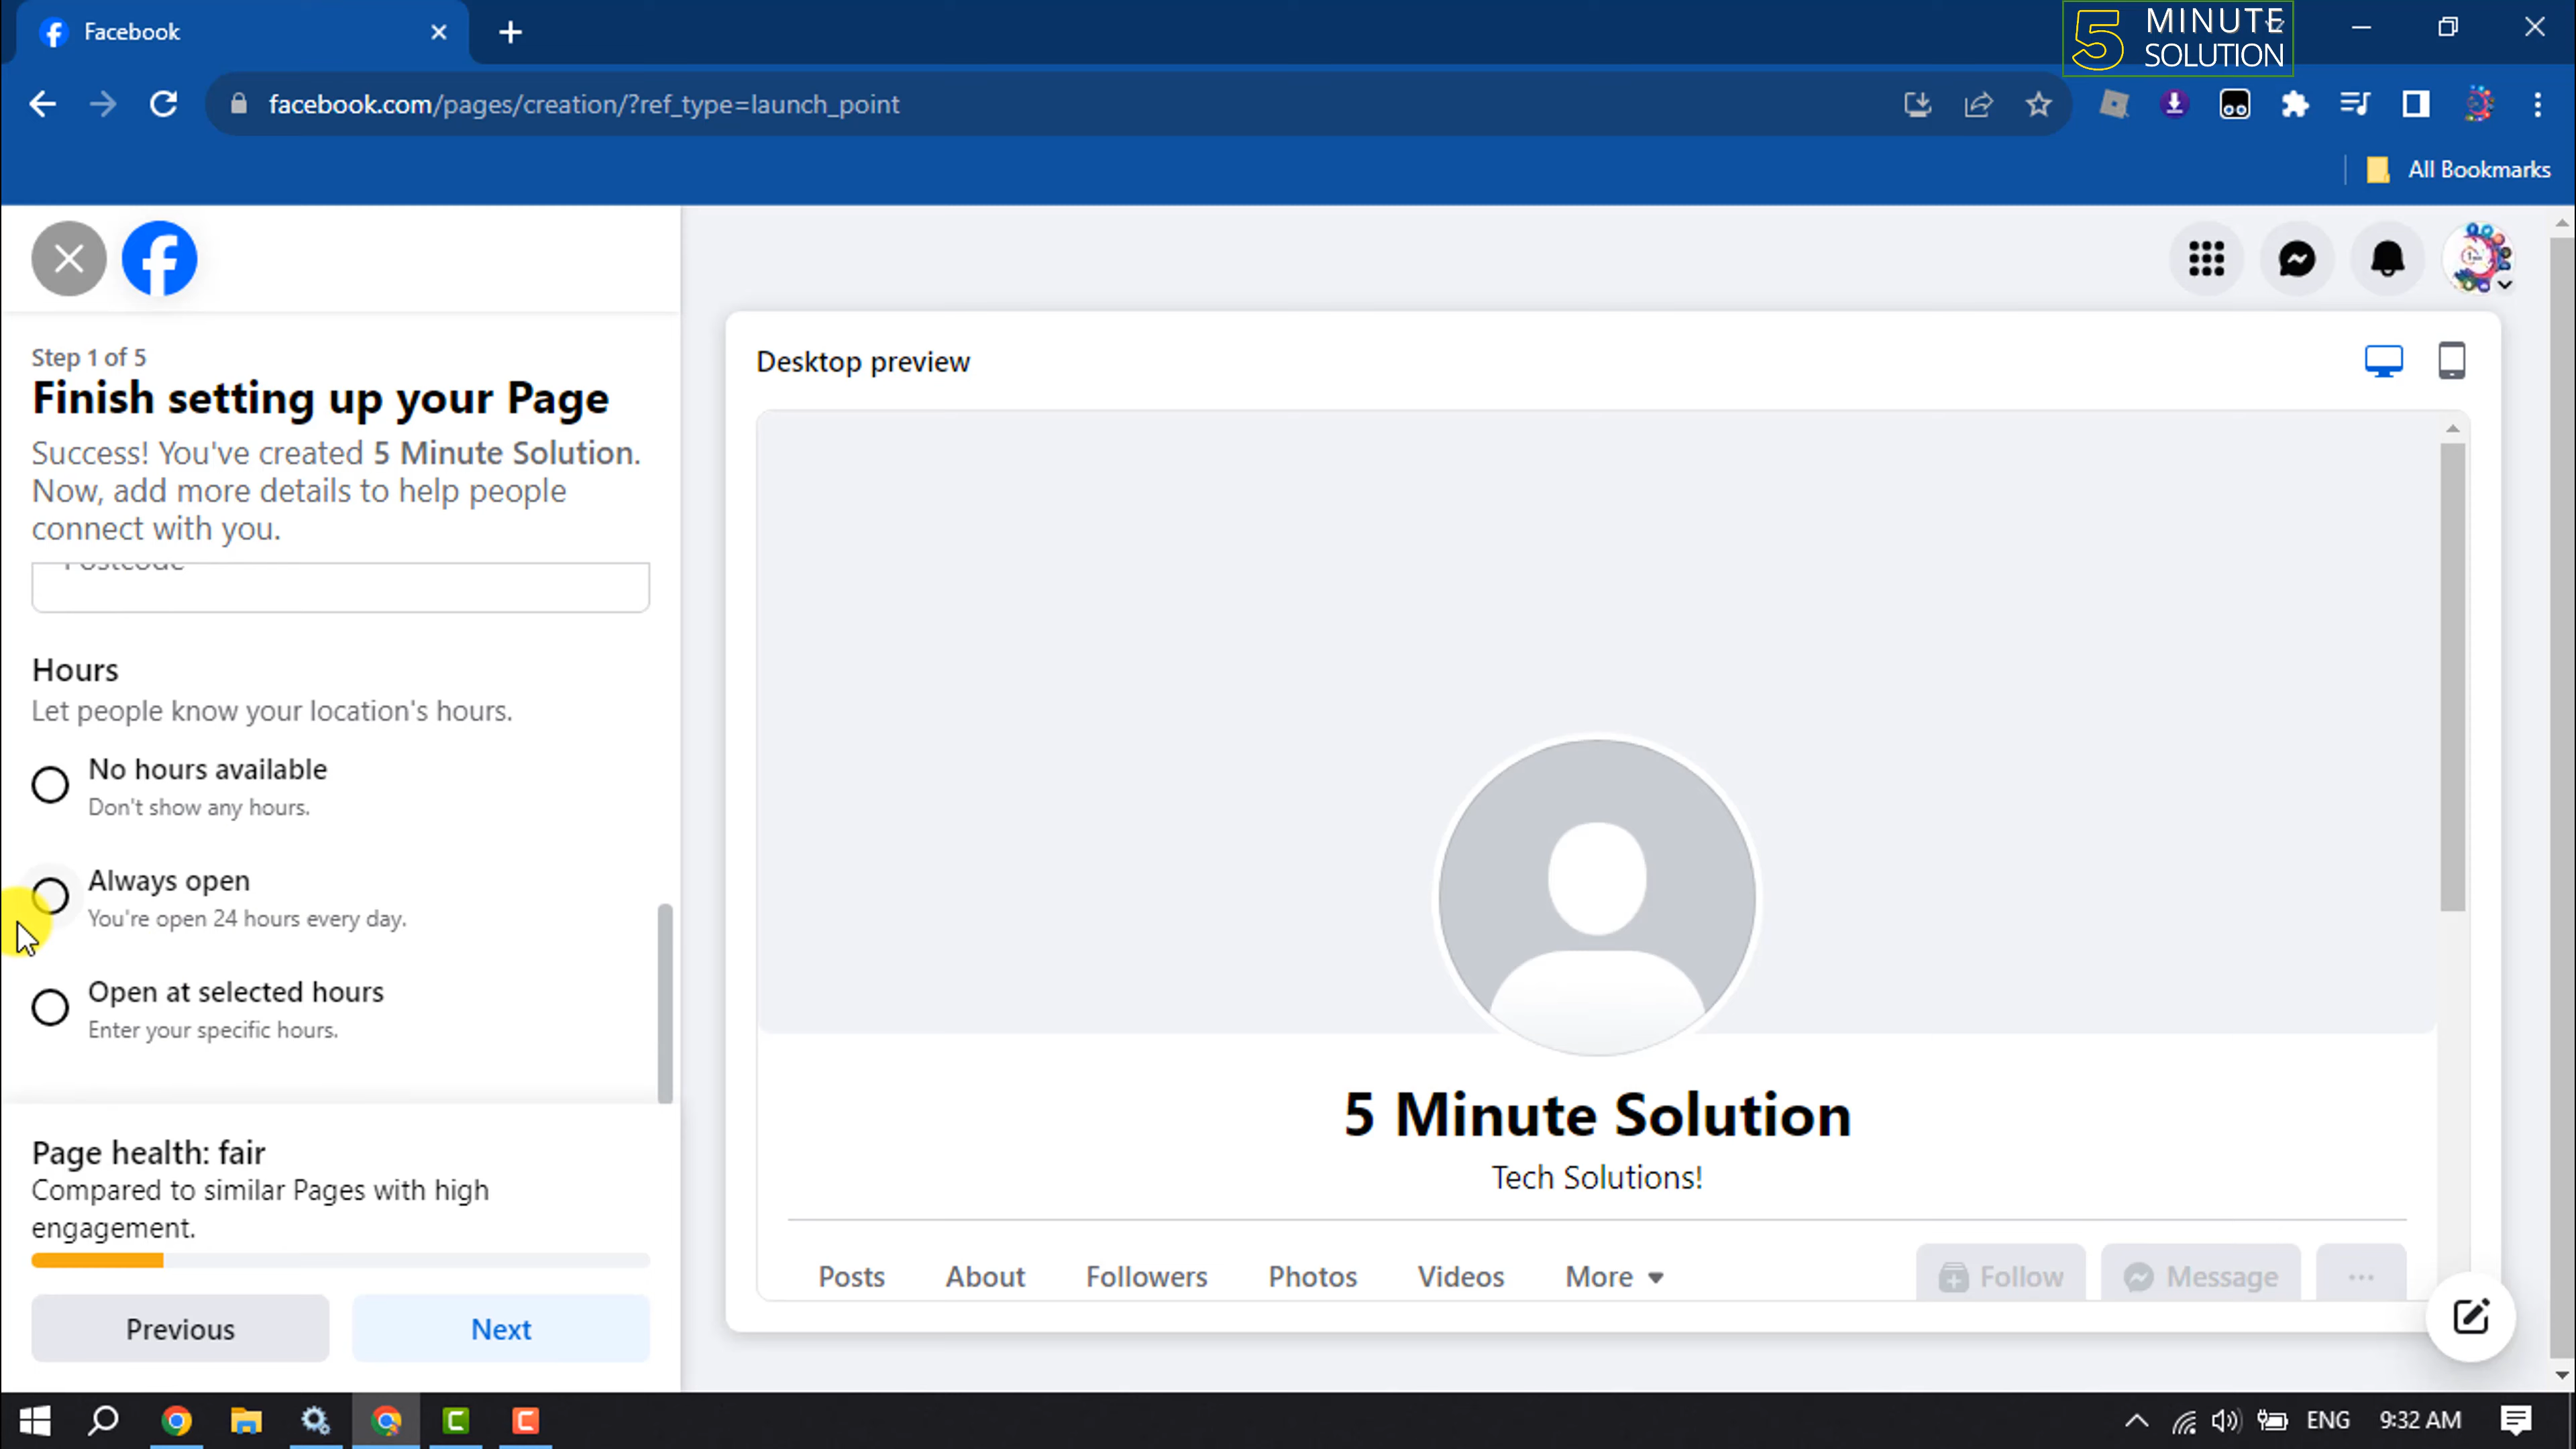 Facebook
5 MINUTE
SOLUTION
facebook.com/pages/creation/?ref_type=launch_point
All Bookmarks
Step 1 of 5
Finish setting up your Page
Success! You've created 5 Minute Solution.
Now, add more details to help people
connect with you.
Postcode
Hours
Let people know your location's hours.
No hours available
Don't show any hours.
Always open
You're open 24 hours every day.
Open at selected hours
Enter your specific hours.
Page health: fair
Compared to similar Pages with high
engagement.
Previous
Next
Desktop preview
5 Minute Solution
Tech Solutions!
Posts
About
Followers
Photos
Videos
More
Follow
Message
ENG
9:32 AM